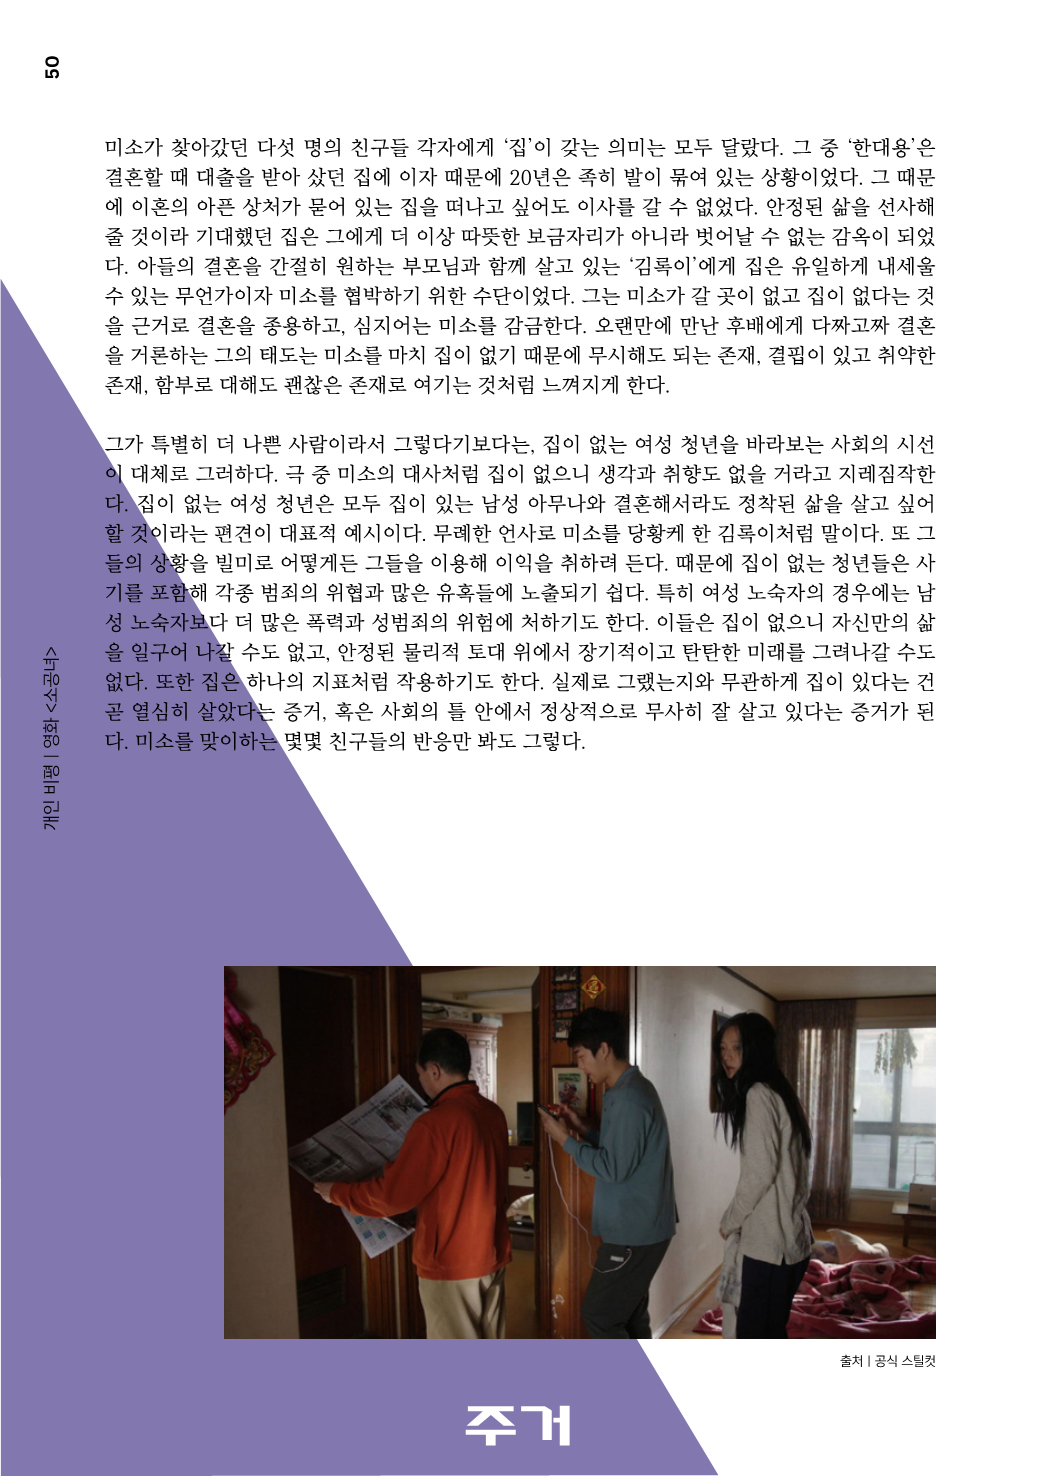 50
미소가 찾아갔던 다섯 명의 친구들 각자에게 ‘집’이 갖는 의미는 모두 달랐다. 그 중 ‘한대용’은
결혼할 때 대출을 받아 샀던 집에 이자 때문에 20년은 족히 발이 묶여 있는 상황이었다. 그 때문
에 이혼의 아픈 상처가 묻어 있는 집을 떠나고 싶어도 이사를 갈 수 없었다. 안정된 삶을 선사해
줄 것이라 기대했던 집은 그에게 더 이상 따뜻한 보금자리가 아니라 벗어날 수 없는 감옥이 되었
다. 아들의 결혼을 간절히 원하는 부모님과 함께 살고 있는 ‘김록이’에게 집은 유일하게 내세울
수 있는 무언가이자 미소를 협박하기 위한 수단이었다. 그는 미소가 갈 곳이 없고 집이 없다는 것
을 근거로 결혼을 종용하고, 심지어는 미소를 감금한다. 오랜만에 만난 후배에게 다짜고짜 결혼
을 거론하는 그의 태도는 미소를 마치 집이 없기 때문에 무시해도 되는 존재, 결핍이 있고 취약한
존재, 함부로 대해도 괜찮은 존재로 여기는 것처럼 느껴지게 한다.
그가 특별히 더 나쁜 사람이라서 그렇다기보다는, 집이 없는 여성 청년을 바라보는 사회의 시선
이 대체로 그러하다. 극 중 미소의 대사처럼 집이 없으니 생각과 취향도 없을 거라고 지레짐작한
다. 집이 없는 여성 청년은 모두 집이 있는 남성 아무나와 결혼해서라도 정착된 삶을 살고 싶어
할 것이라는 편견이 대표적 예시이다. 무례한 언사로 미소를 당황케 한 김록이처럼 말이다. 또 그
들의 상황을 빌미로 어떻게든 그들을 이용해 이익을 취하려 든다. 때문에 집이 없는 청년들은 사
기를 포함해 각종 범죄의 위협과 많은 유혹들에 노출되기 쉽다. 특히 여성 노숙자의 경우에는 남
성 노숙자보다 더 많은 폭력과 성범죄의 위험에 처하기도 한다. 이들은 집이 없으니 자신만의 삶
을 일구어 나갈 수도 없고, 안정된 물리적 토대 위에서 장기적이고 탄탄한 미래를 그려나갈 수도
없다. 또한 집은 하나의 지표처럼 작용하기도 한다. 실제로 그랬는지와 무관하게 집이 있다는 건
곧 열심히 살았다는 증거, 혹은 사회의 틀 안에서 정상적으로 무사히 잘 살고 있다는 증거가 된
다. 미소를 맞이하는 몇몇 친구들의 반응만 봐도 그렇다.
개인 비평 | 영화 <소공녀>
출처 | 공식 스틸컷
주거